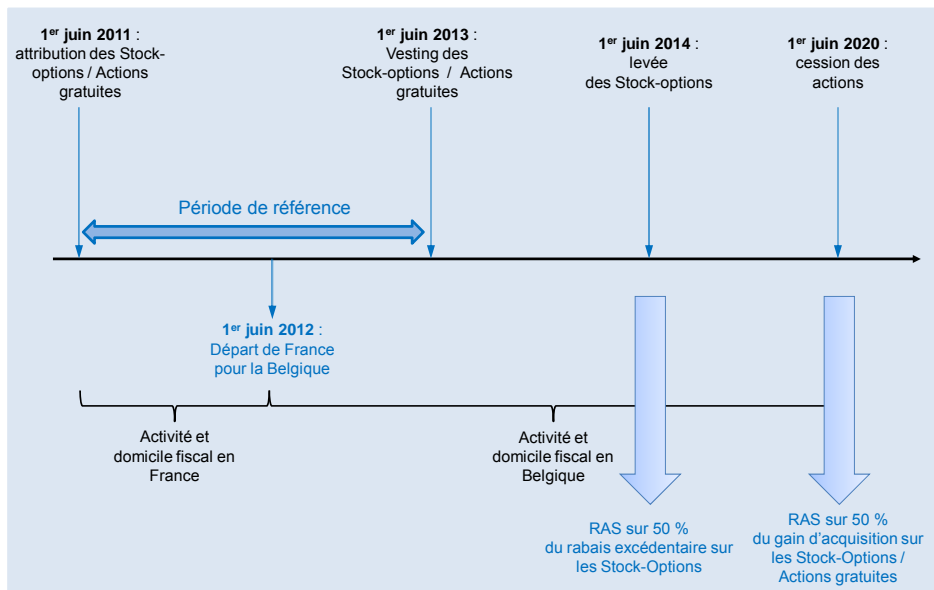 1er juin 2011 :
attribution des Stock-
options / Actions
gratuites
1er juin 2013 :
Vesting des
Stock-options / Actions
gratuites
1er juin 2014 :
levée
des Stock-options
1er juin 2020 :
cession des
actions
Période de référence
1er juin 2012 :
Départ de France
pour la Belgique
Activité et
domicile fiscal en
France
Activité et
domicile fiscal en
Belgique
RAS sur 50 %
du rabais excédentaire sur
les Stock-Options
RAS sur 50 %
du gain d'acquisition sur
les Stock-Options /
Actions gratuites